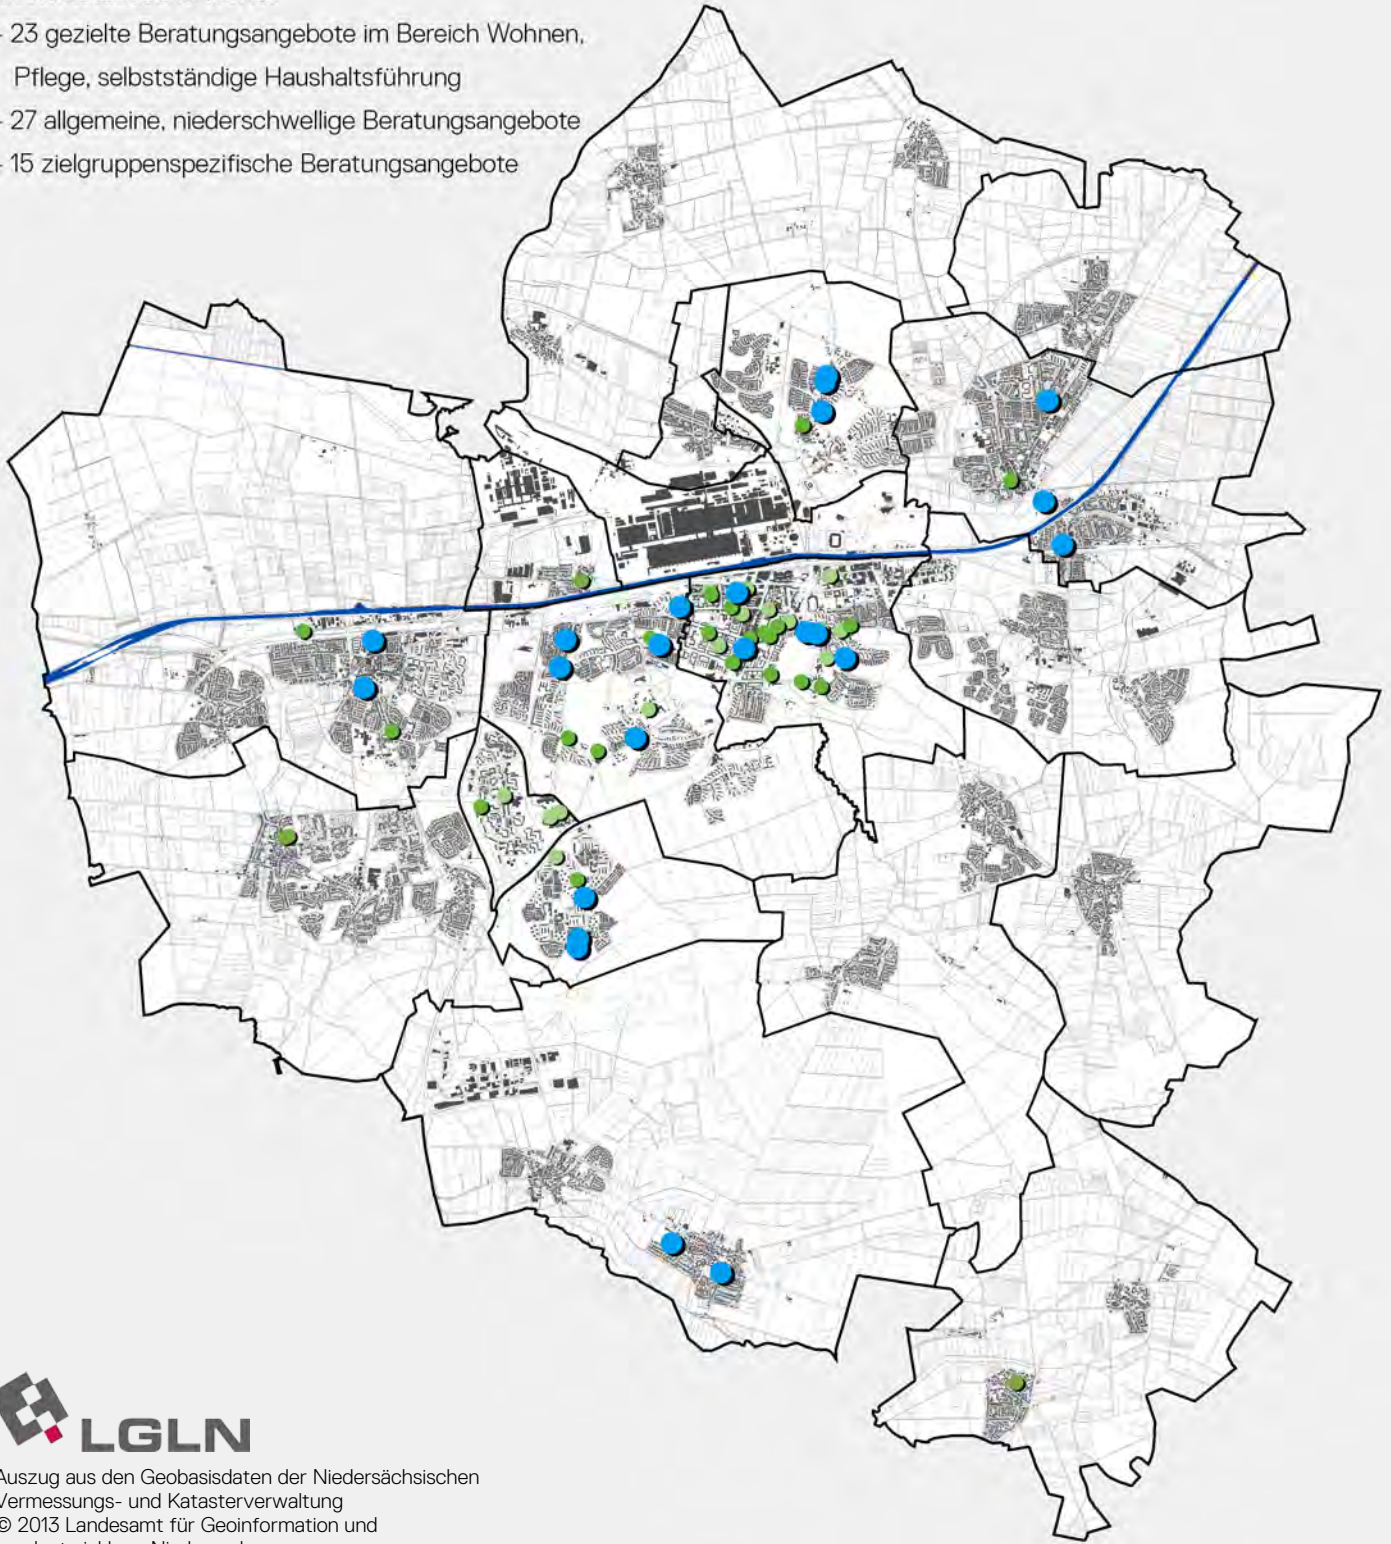 - 23 gezielte Beratungsangebote im Bereich Wohnen,
Pflege, selbstständige Haushaltsführung
- 27 allgemeine, niederschwellige Beratungsangebote
- 15 zielgruppenspezifische Beratungsangebote
LGLN
Auszug aus den Geobasisdaten der Niedersächsischen
Vermessungs- und Katasterverwaltung
© 2013 Landesamt für Geoinformation und